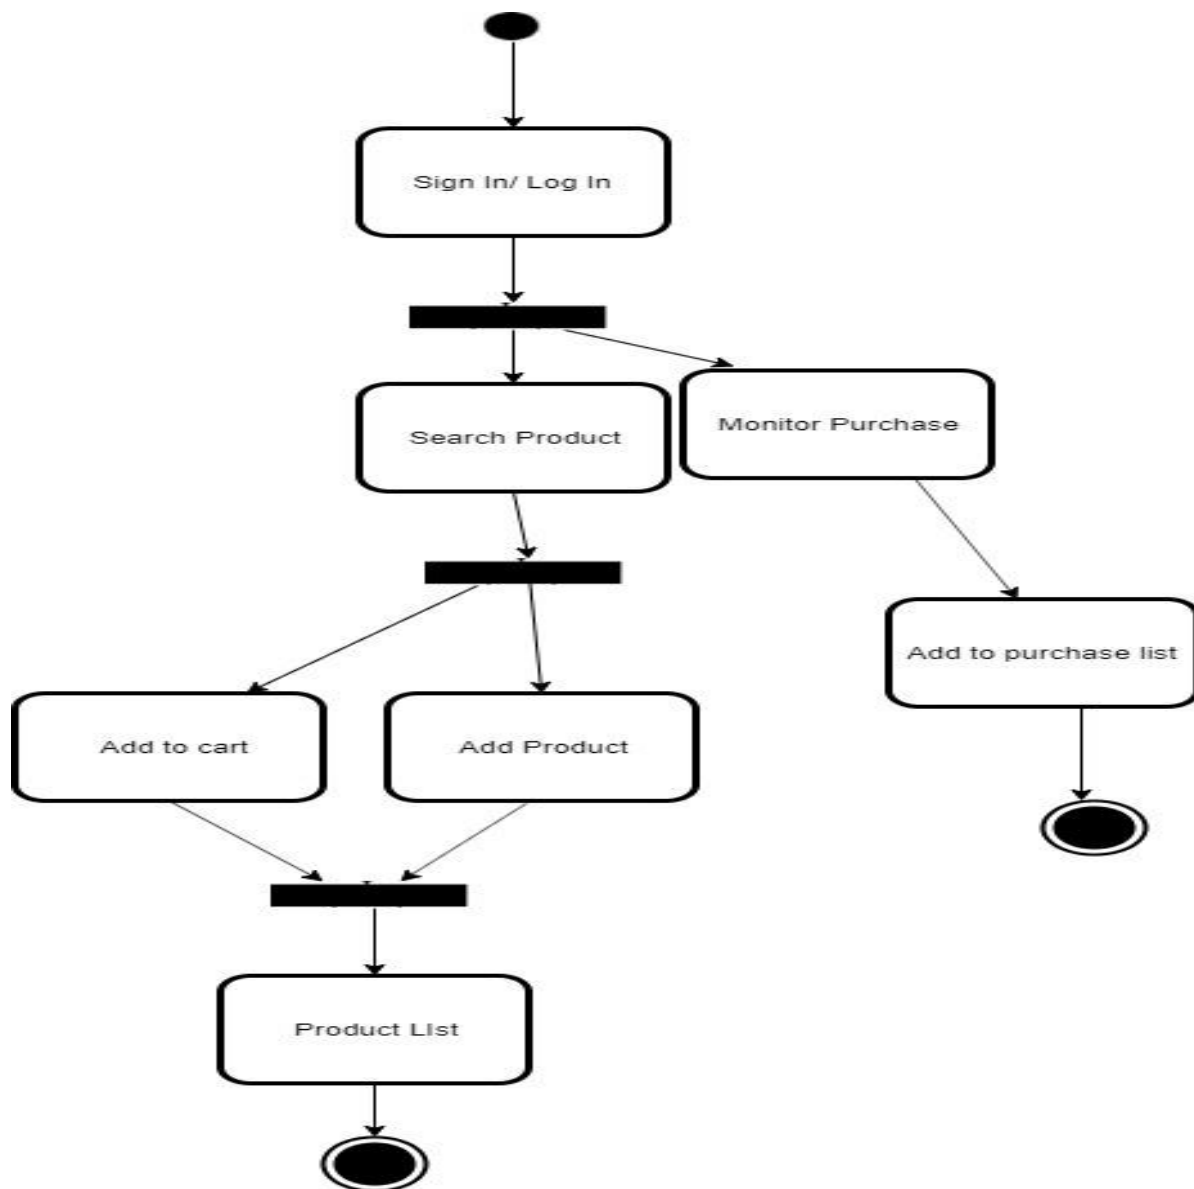 Sign In/ Log In
Search Product
Monitor Purchase
Add to purchase list
Add to cart
Add Product
Product LIst